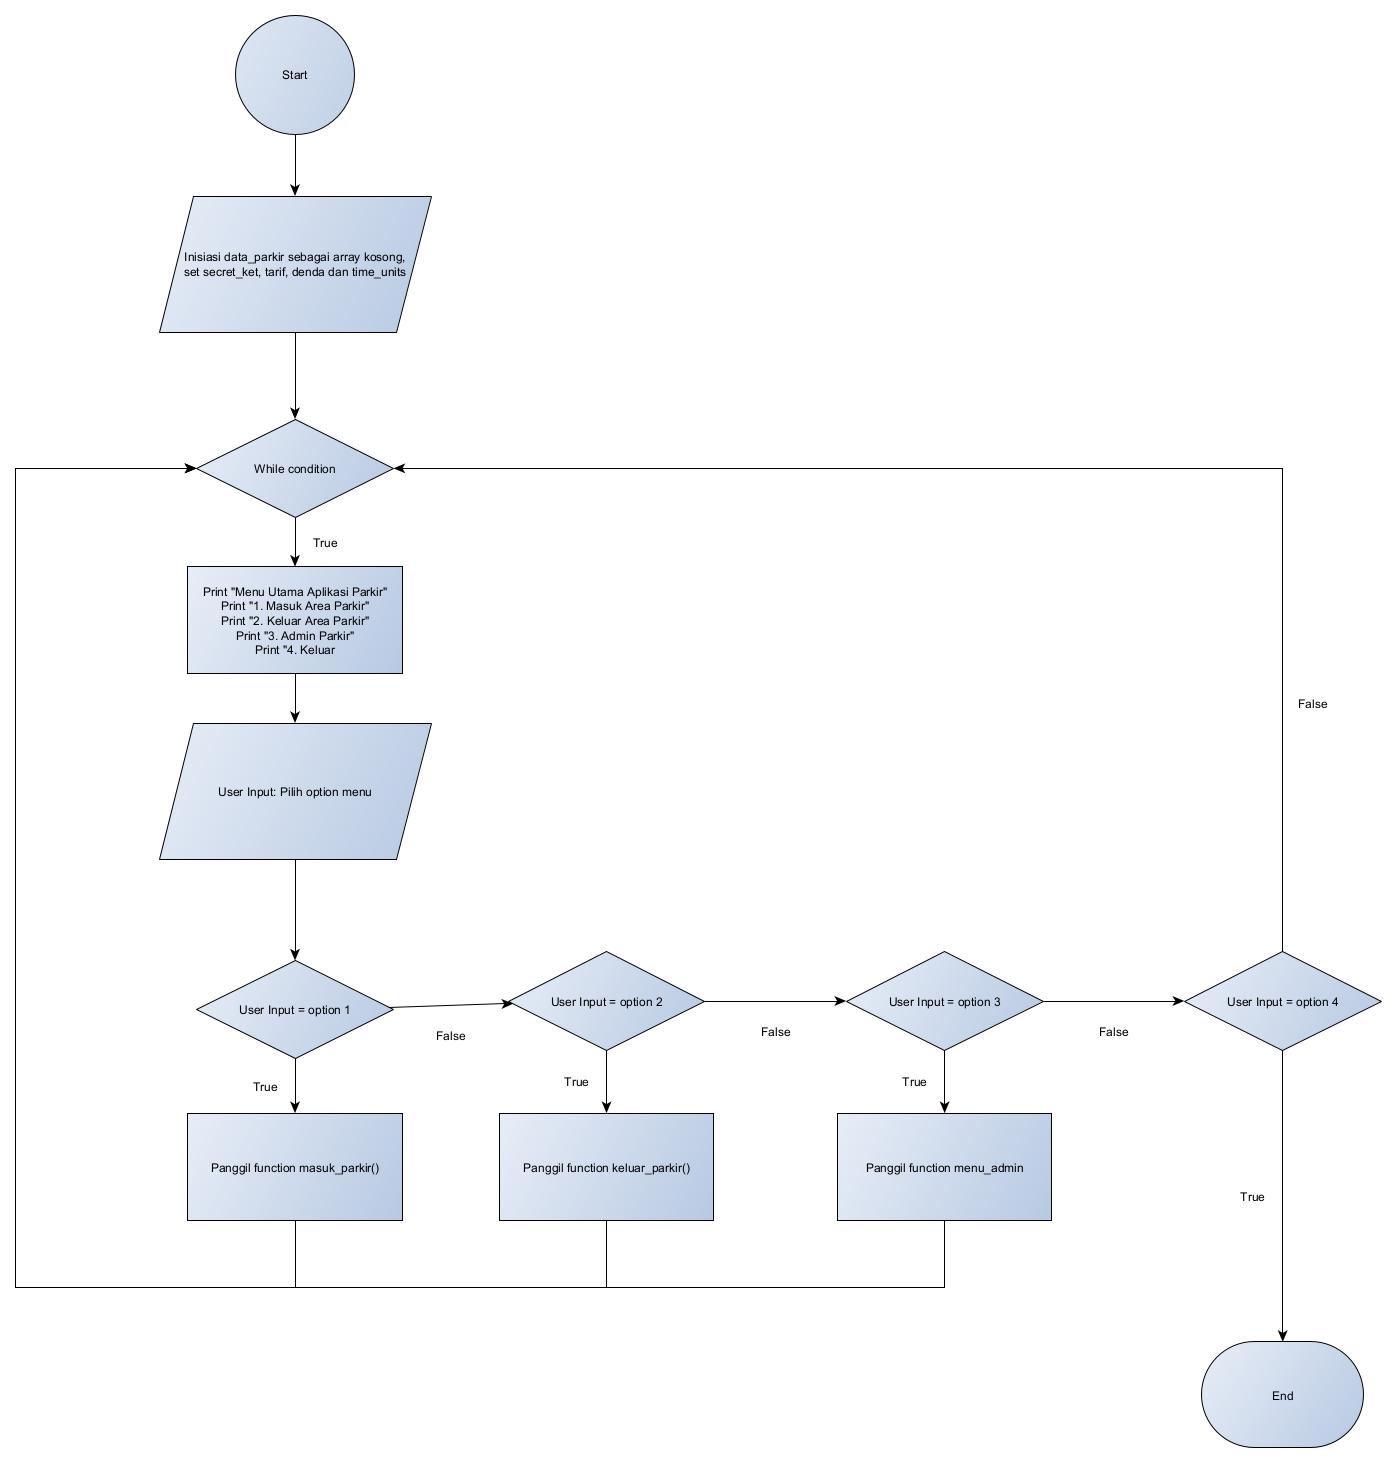 Start
Inisiasi data_parkir sebagai array kosong,
set secret_ket, tarif, denda dan time_units
While condition
True
Print "Menu Utama Aplikasi Parkir"
Print "1. Masuk Area Parkir"
Print "2. Keluar Area Parkir"
Print "3. Admin Parkir"
Print "4. Keluar
False
User Input: Pilih option menu
User Input = option 1
False
User Input = option 2
False
User Input = option 3
False
User Input = option 4
True
True
True
Panggil function masuk_parkir()
Panggil function keluar_parkir()
Panggil function menu_admin
True
End